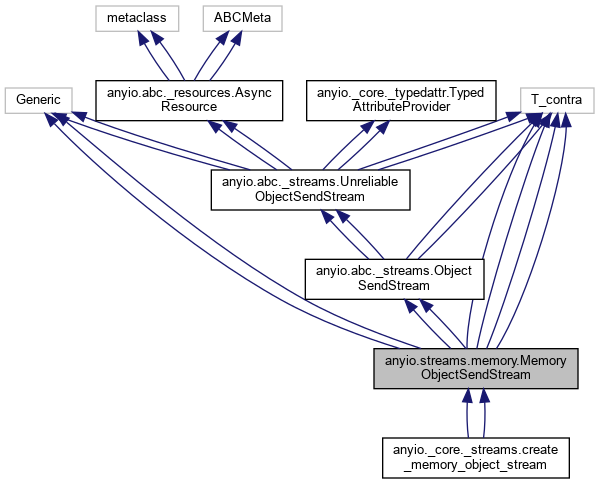 metaclass
ABCMeta
Generic
anyio.abc._resources.Async
Resource
anyio._core._typedattr.Typed
AttributeProvider
T_contra
anyio.abc._streams.Unreliable
ObjectSendStream
anyio.abc._streams.Object
SendStream
anyio.streams.memory.Memory
ObjectSendStream
anyio._core._streams.create
_memory_object_stream